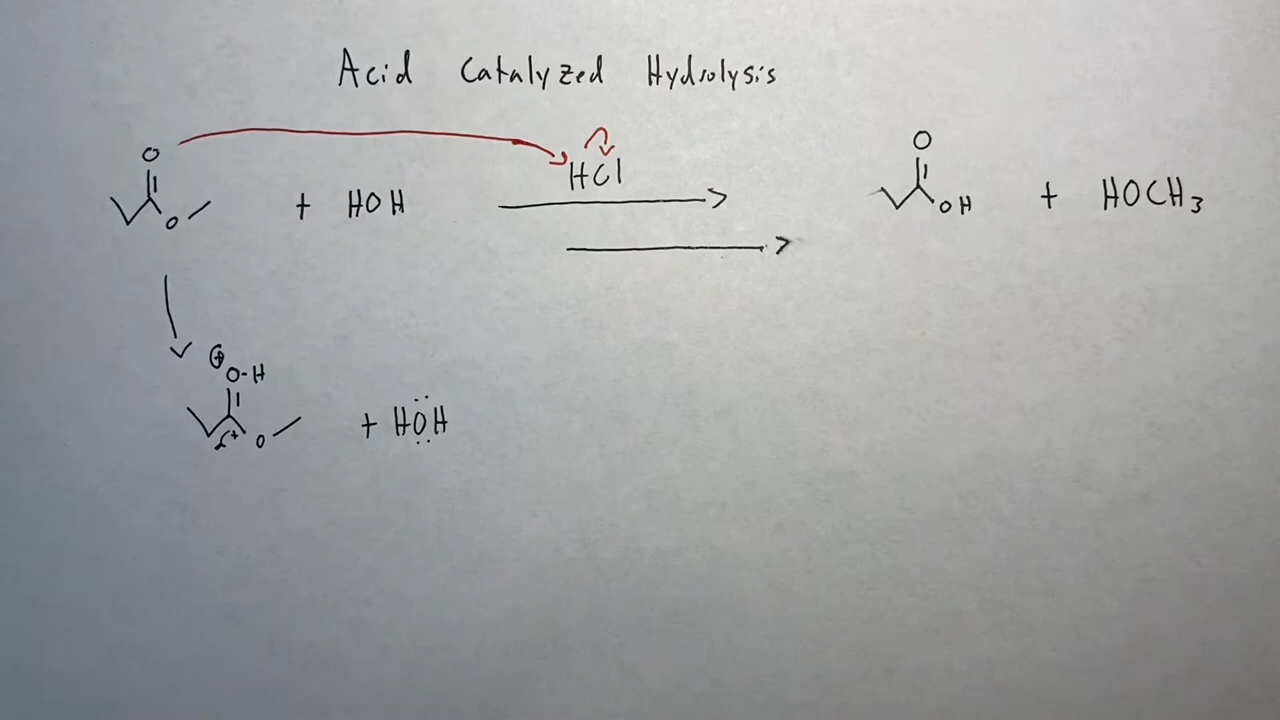 Acid Catalyzed Hydrolysis
O
O
+ HOH
HCl
O
OH
+ HOCH3
⊕
O-H
δ+
O
+ HÖH